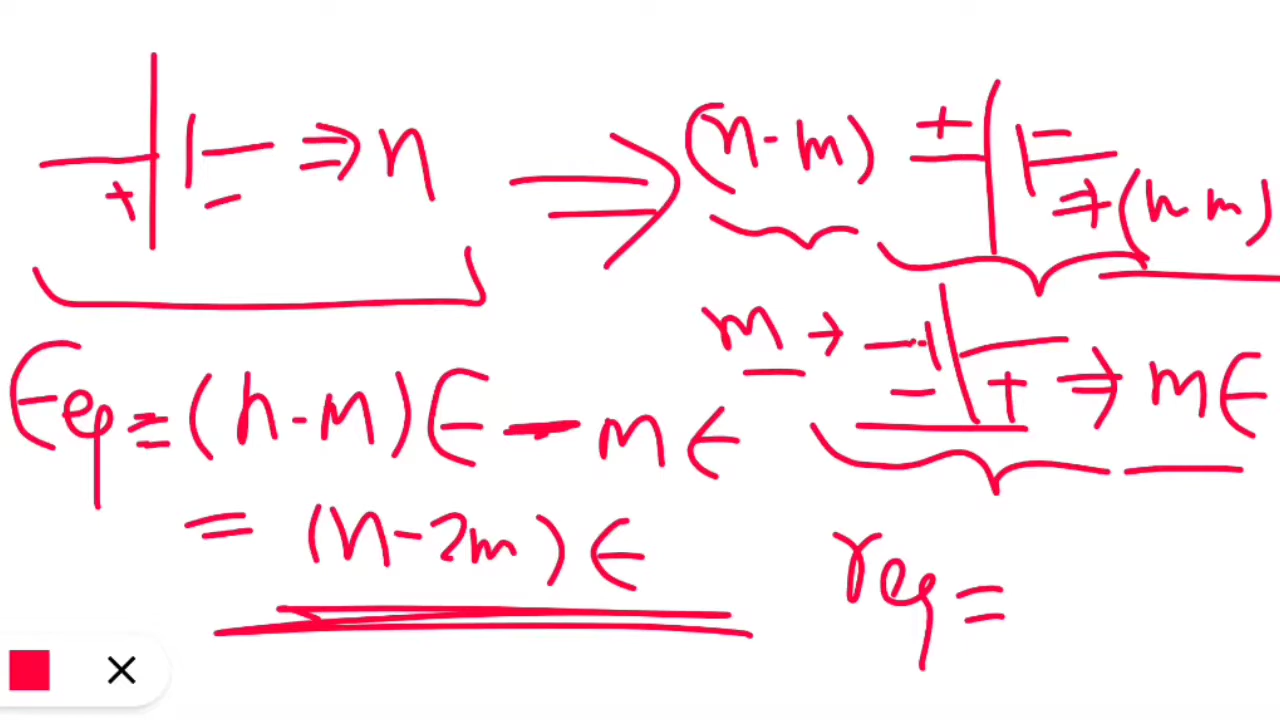 + - ⇒ n ⇒ (n-m) + - ⇒ (n-m)
m → - + ⇒ mE
Eeq = (n-m)E - mE
= (n-2m)E
req =